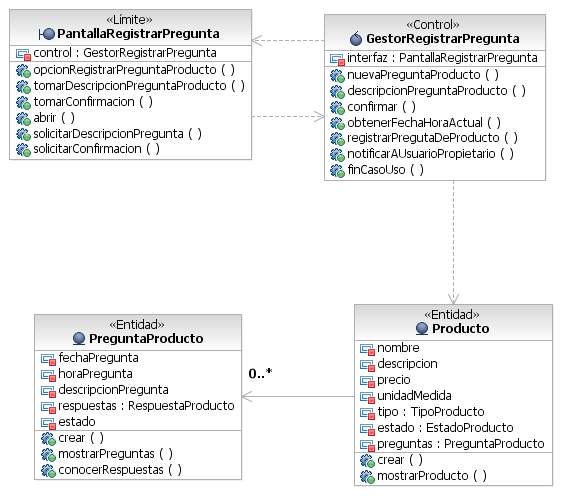 «Límite»
PantallaRegistrarPregunta
control : GestorRegistrarPregunta
opcionRegistrarPreguntaProducto ( )
tomarDescripcionPreguntaProducto ( )
tomarConfirmacion ( )
abrir ( )
solicitarDescripcionPregunta ( )
solicitarConfirmacion ( )
«Control»
GestorRegistrarPregunta
interfaz : PantallaRegistrarPregunta
nuevaPreguntaProducto ( )
descripcionPreguntaProducto ( )
confirmar ( )
obtenerFechaHoraActual ( )
registrarPregutaDeProducto ( )
notificarAUsuarioPropietario ( )
finCasoUso ( )
«Entidad»
PreguntaProducto
fechaPregunta
horaPregunta
descripcionPregunta
respuestas : RespuestaProducto
estado
crear ( )
mostrarPreguntas ( )
conocerRespuestas ( )
0..*
«Entidad»
Producto
nombre
descripcion
precio
unidadMedida
tipo : TipoProducto
estado : EstadoProducto
preguntas : PreguntaProducto
crear ( )
mostrarProducto ( )